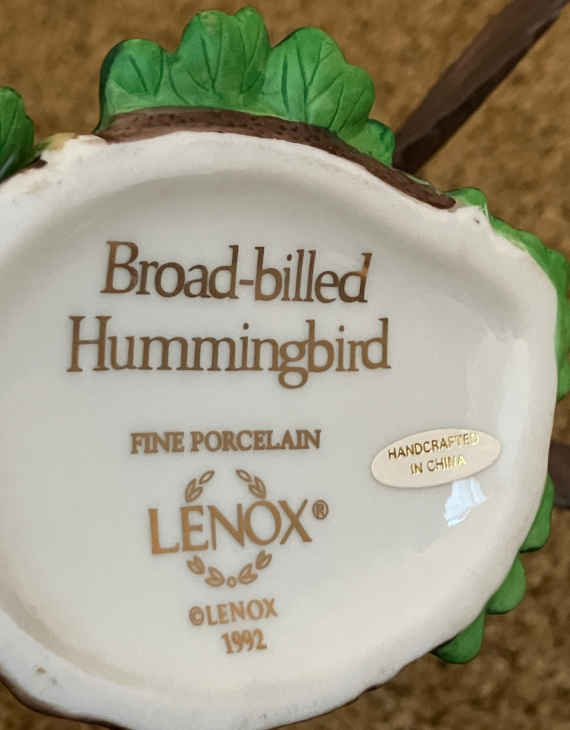 Broad-billed
Hummingbird
FINE PORCELAIN
HANDCRAFTED
IN CHINA
LENOX®
©LENOX
1992